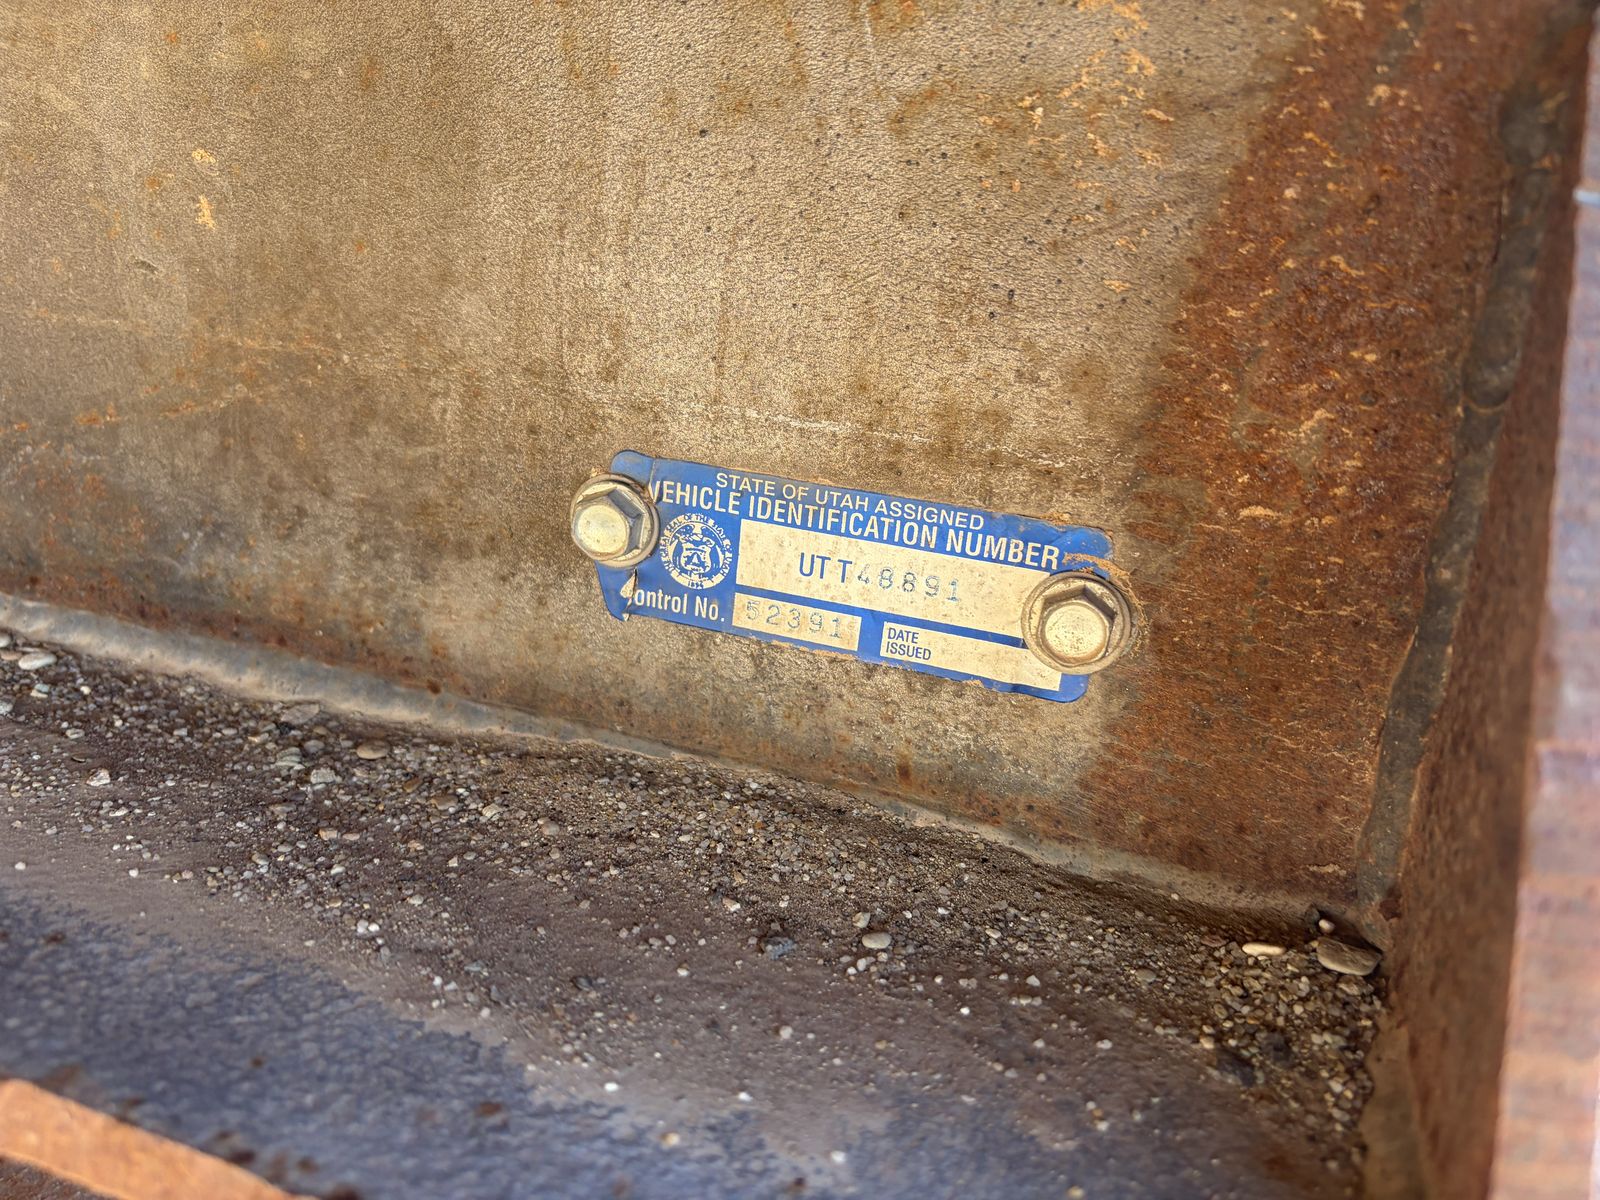 STATE OF UTAH ASSIGNED
VEHICLE IDENTIFICATION NUMBER
UTT48891
Control No. 52391
DATE
ISSUED